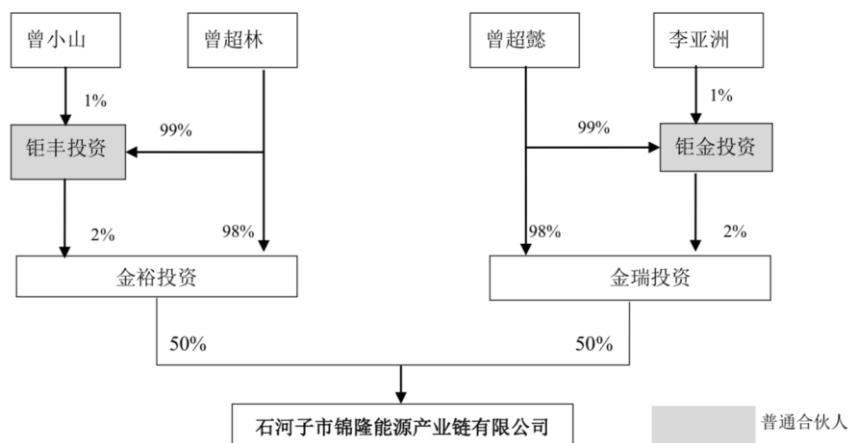 曾小山
曾超林
曾超懿
李亚洲
1%
1%
99%
99%
钜丰投资
钜金投资
2%
98%
98%
2%
金裕投资
金瑞投资
50%
50%
石河子市锦隆能源产业链有限公司
普通合伙人